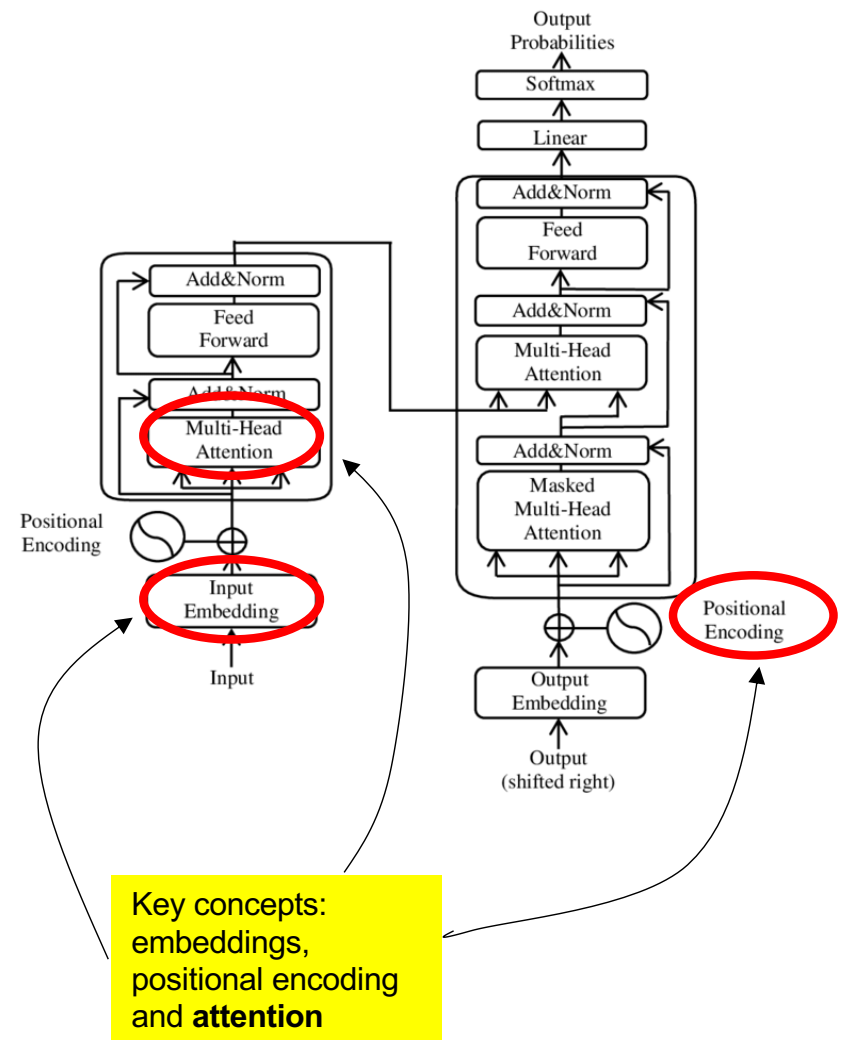 Output
Probabilities
Softmax
Linear
Add&Norm
Feed
Forward
Add&Norm
Multi-Head
Attention
Add&Norm
Masked
Multi-Head
Attention
Positional
Encoding
Output
Embedding
Output
(shifted right)
Add&Norm
Feed
Forward
Add&Norm
Multi-Head
Attention
Positional
Encoding
Input
Embedding
Input
Key concepts:
embeddings,
positional encoding
and attention